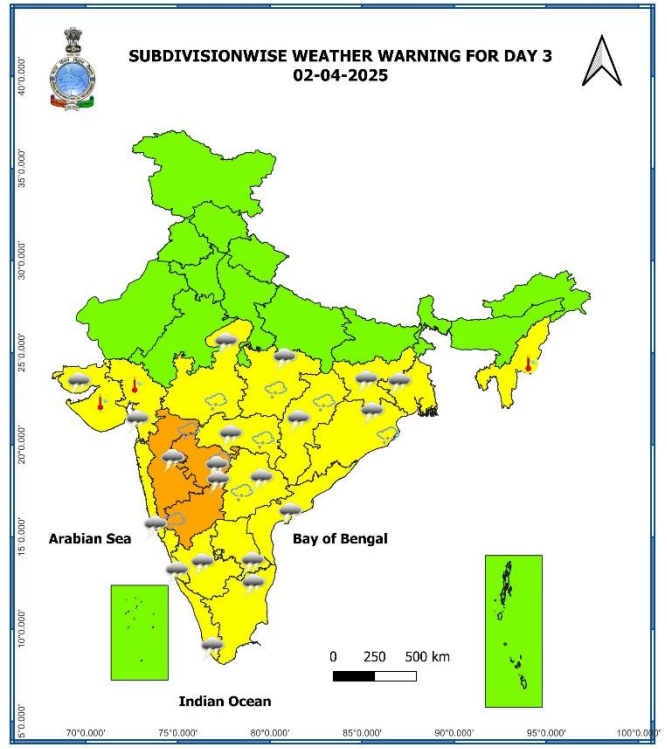 SUBDIVISIONWISE WEATHER WARNING FOR DAY 3
02-04-2025
40°0.000'
35°0.000'
30°0.000'
25°0.000'
20°0.000'
15°0.000'
10°0.000'
5°0.000'
Arabian Sea
Bay of Bengal
0 250 500 km
Indian Ocean
70°0.000' 75°0.000' 80°0.000' 85°0.000' 90°0.000' 95°0.000' 100°0.000'